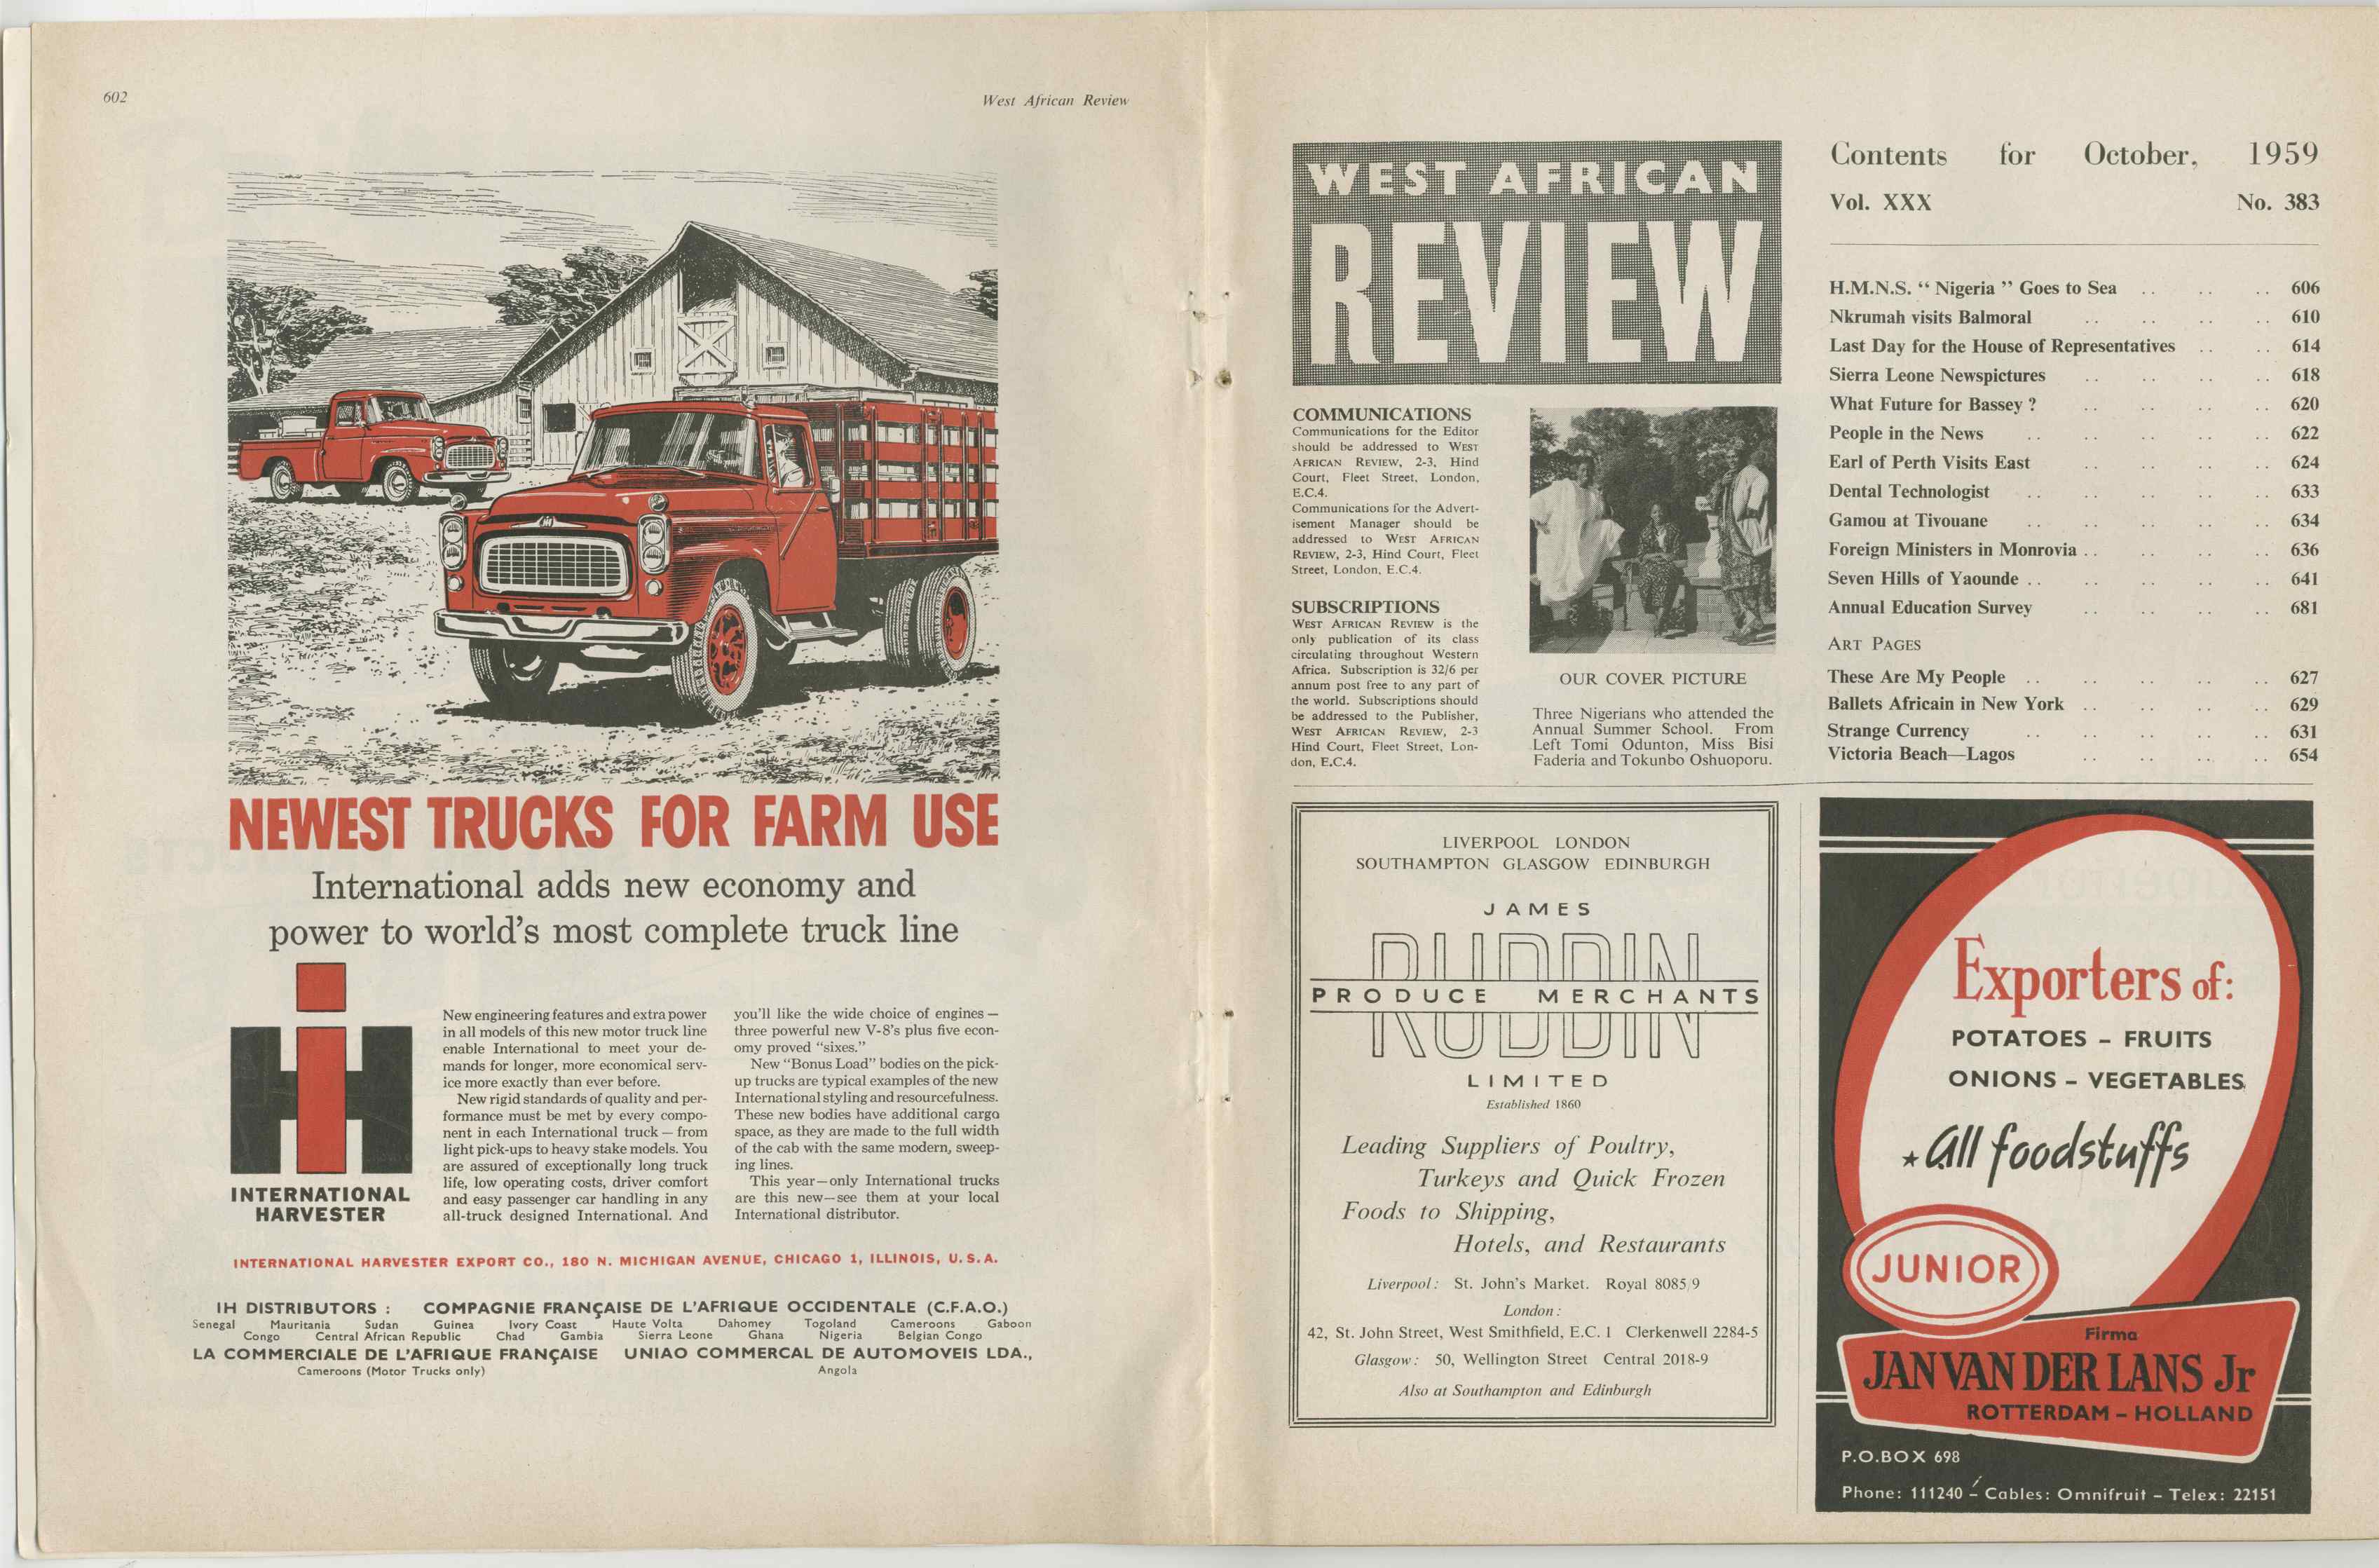 602
West African Review
NEWEST TRUCKS FOR FARM USE
International adds new economy and
power to world's most complete truck line
INTERNATIONAL
HARVESTER
New engineering features and extra power
in all models of this new motor truck line
enable International to meet your de-
mands for longer, more economical serv-
ice more exactly than ever before.
New rigid standards of quality and per-
formance must be met by every compo-
nent in each International truck — from
light pick-ups to heavy stake models. You
are assured of exceptionally long truck
life, low operating costs, driver comfort
and easy passenger car handling in any
all-truck designed International. And
you'll like the wide choice of engines —
three powerful new V-8's plus five econ-
omy proved "sixes."
New "Bonus Load" bodies on the pick-
up trucks are typical examples of the new
International styling and resourcefulness.
These new bodies have additional cargo
space, as they are made to the full width
of the cab with the same modern, sweep-
ing lines.
This year—only International trucks
are this new—see them at your local
International distributor.
INTERNATIONAL HARVESTER EXPORT CO., 180 N. MICHIGAN AVENUE, CHICAGO 1, ILLINOIS, U.S.A.
IH DISTRIBUTORS : COMPAGNIE FRANÇAISE DE L'AFRIQUE OCCIDENTALE (C.F.A.O.)
Senegal Mauritania Sudan Guinea Ivory Coast Haute Volta Dahomey Togoland Cameroons Gaboon
Congo Central African Republic Chad Gambia Sierra Leone Ghana Nigeria Belgian Congo
LA COMMERCIALE DE L'AFRIQUE FRANÇAISE UNIAO COMMERCAL DE AUTOMOVEIS LDA.,
Cameroons (Motor Trucks only) Angola
WEST AFRICAN
REVIEW
COMMUNICATIONS
Communications for the Editor
should be addressed to WEST
AFRICAN REVIEW, 2-3, Hind
Court, Fleet Street, London,
E.C.4.
Communications for the Advert-
isement Manager should be
addressed to WEST AFRICAN
REVIEW, 2-3, Hind Court, Fleet
Street, London, E.C.4.
SUBSCRIPTIONS
WEST AFRICAN REVIEW is the
only publication of its class
circulating throughout Western
Africa. Subscription is 32/6 per
annum post free to any part of
the world. Subscriptions should
be addressed to the Publisher,
WEST AFRICAN REVIEW, 2-3
Hind Court, Fleet Street, Lon-
don, E.C.4.
OUR COVER PICTURE
Three Nigerians who attended the
Annual Summer School. From
Left Tomi Odunton, Miss Bisi
Faderia and Tokunbo Oshuoporu.
Contents for October, 1959
Vol. XXX No. 383
H.M.N.S. “ Nigeria ” Goes to Sea .. .. .. 606
Nkrumah visits Balmoral .. .. .. .. 610
Last Day for the House of Representatives .. .. 614
Sierra Leone Newspictures .. .. .. .. 618
What Future for Bassey ? .. .. .. .. 620
People in the News .. .. .. .. .. 622
Earl of Perth Visits East .. .. .. .. 624
Dental Technologist .. .. .. .. .. 633
Gamou at Tivouane .. .. .. .. .. 634
Foreign Ministers in Monrovia .. .. .. .. 636
Seven Hills of Yaounde .. .. .. .. .. 641
Annual Education Survey .. .. .. .. 681
ART PAGES
These Are My People .. .. .. .. .. 627
Ballets Africain in New York .. .. .. .. 629
Strange Currency .. .. .. .. .. 631
Victoria Beach—Lagos .. .. .. .. 654
LIVERPOOL LONDON
SOUTHAMPTON GLASGOW EDINBURGH
JAMES
RUDDIN
PRODUCE MERCHANTS
LIMITED
Established 1860
Leading Suppliers of Poultry,
Turkeys and Quick Frozen
Foods to Shipping,
Hotels, and Restaurants
Liverpool: St. John's Market. Royal 8085/9
London:
42, St. John Street, West Smithfield, E.C. 1 Clerkenwell 2284-5
Glasgow: 50, Wellington Street Central 2018-9
Also at Southampton and Edinburgh
Exporters of:
POTATOES – FRUITS
ONIONS – VEGETABLES
★ All foodstuffs
JUNIOR
Firma
JAN VAN DER LANS Jr
ROTTERDAM – HOLLAND
P.O.BOX 698
Phone: 111240 – Cables: Omnifruit – Telex: 22151